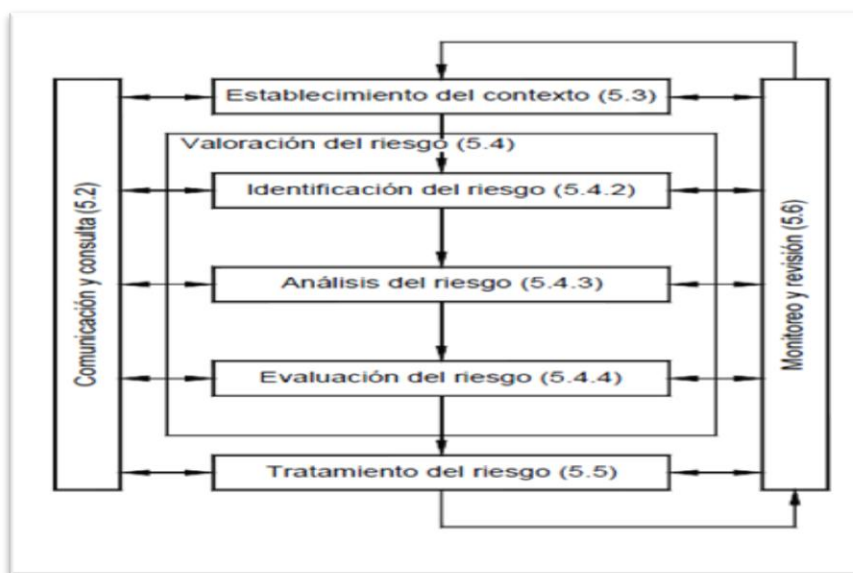 Establecimiento del contexto (5.3)
Valoración del riesgo (5.4)
Identificación del riesgo (5.4.2)
Análisis del riesgo (5.4.3)
Evaluación del riesgo (5.4.4)
Tratamiento del riesgo (5.5)
Comunicación y consulta (5.2)
Monitoreo y revisión (5.6)